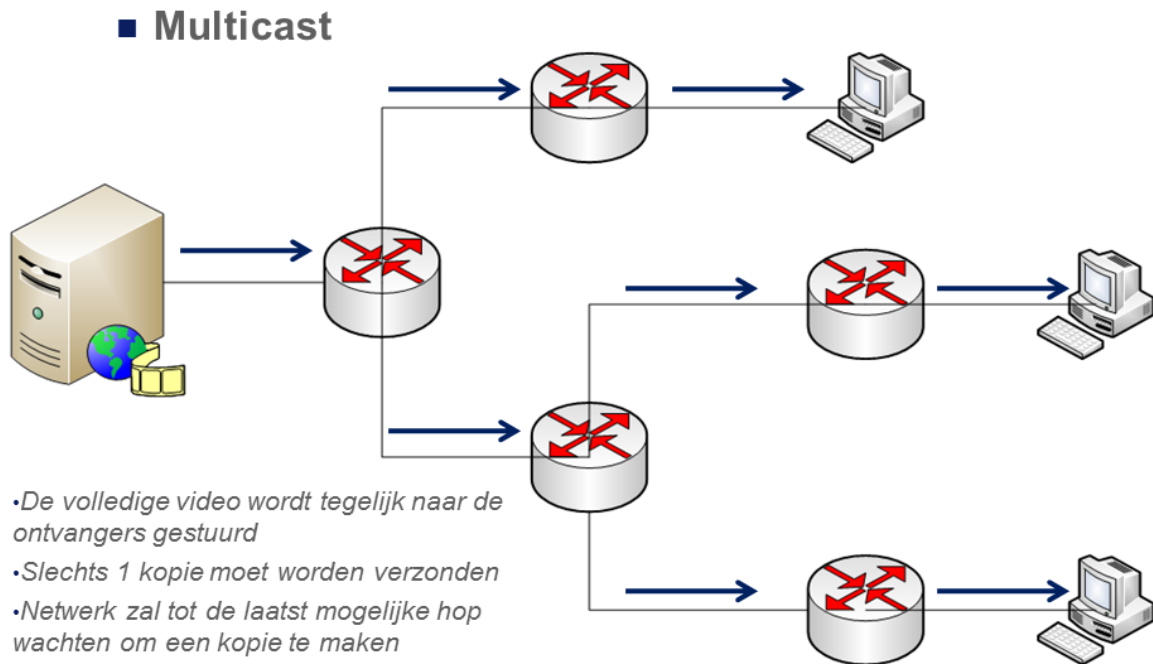 ▪ Multicast
•De volledige video wordt tegelijk naar de
ontvangers gestuurd
•Slechts 1 kopie moet worden verzonden
•Netwerk zal tot de laatst mogelijke hop
wachten om een kopie te maken